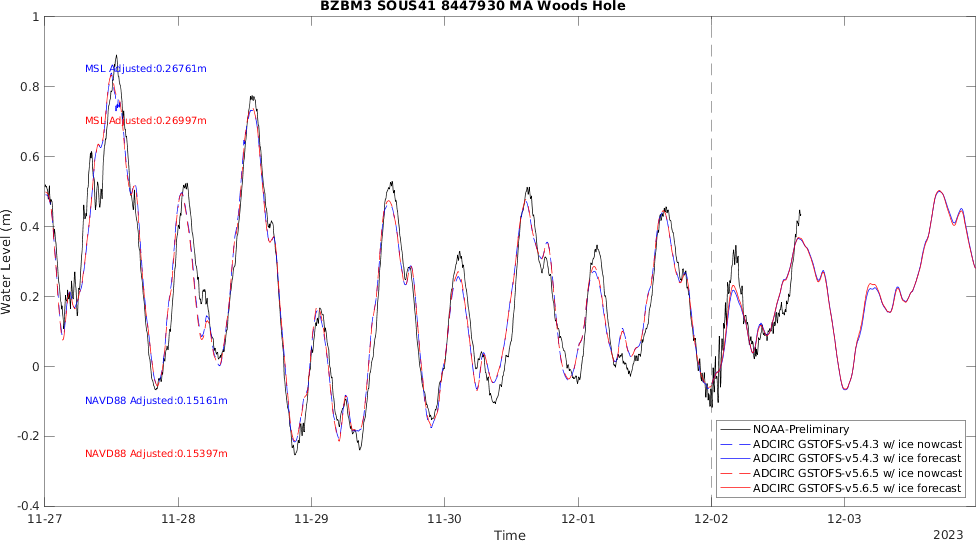 BZBM3 SOUS41 8447930 MA Woods Hole
1
0.8
0.6
0.4
0.2
0
-0.2
-0.4
Water Level (m)
MSL Adjusted:0.26761m
MSL Adjusted:0.26997m
NAVD88 Adjusted:0.15161m
NAVD88 Adjusted:0.15397m
NOAA-Preliminary
ADCIRC GSTOFS-v5.4.3 w/ ice nowcast
ADCIRC GSTOFS-v5.4.3 w/ ice forecast
ADCIRC GSTOFS-v5.6.5 w/ ice nowcast
ADCIRC GSTOFS-v5.6.5 w/ ice forecast
11-27 11-28 11-29 11-30 12-01 12-02 12-03
Time
2023